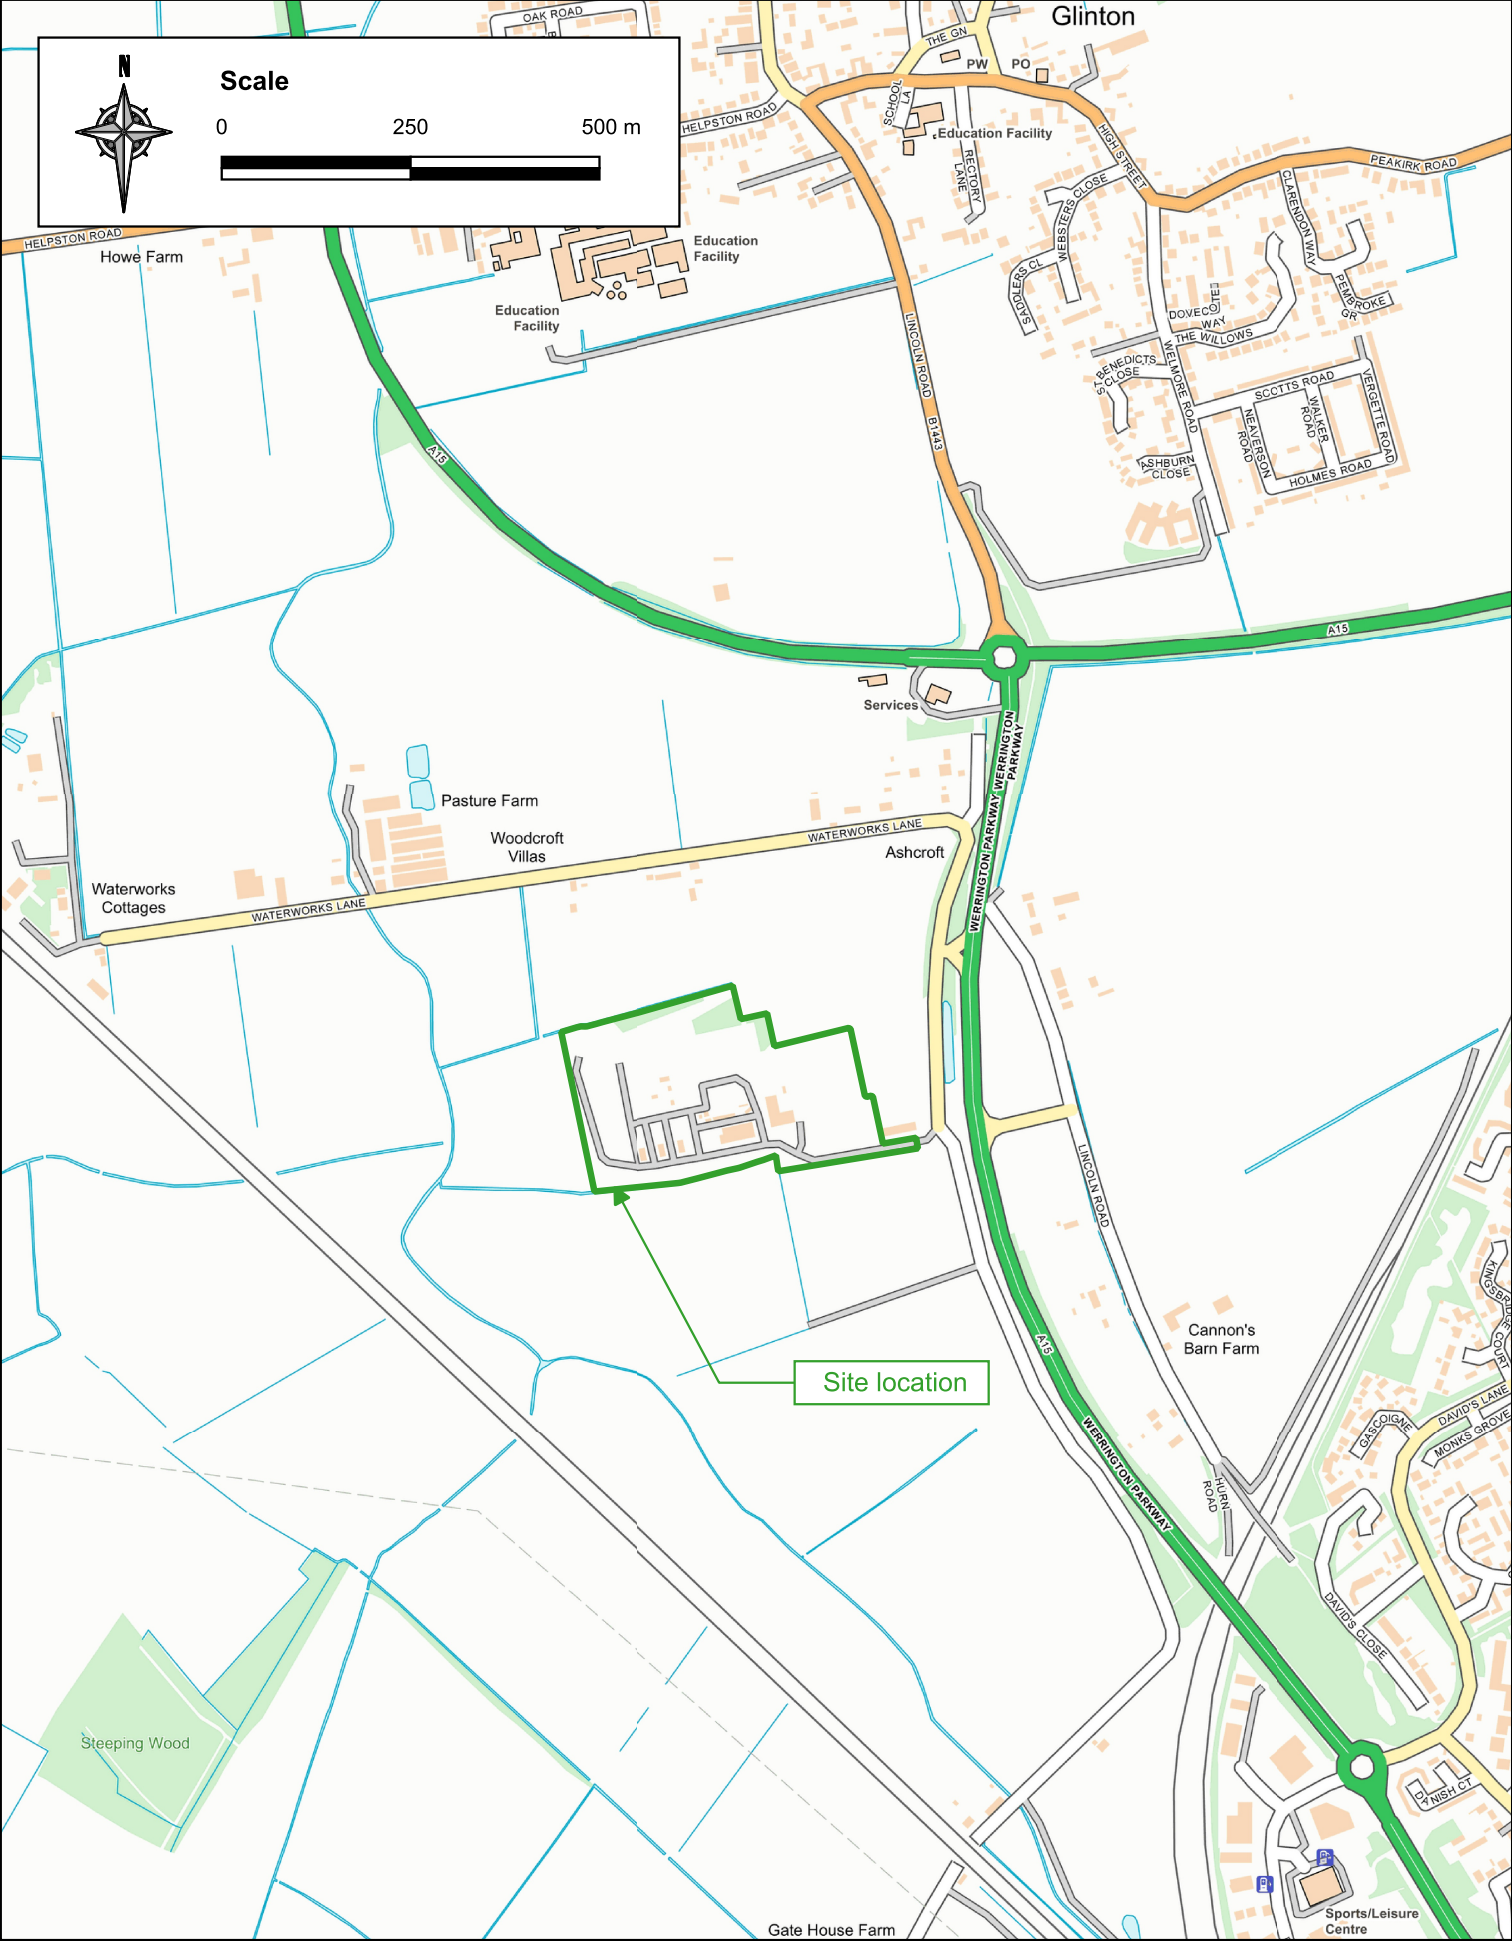 Glinton
OAK ROAD
THE GN
PW
PO
N
Scale
0
250
500 m
SCHOOL
LA
HELPSTON ROAD
Education Facility
RECTORY
LANE
HIGH STREET
PEAKIRK ROAD
WEBSTERS CLOSE
CLARENDON WAY
SADDLERS CL
HELPSTON ROAD
Howe Farm
Education
Facility
Education
Facility
PEMBROKE
GR
DOVECOTE
WAY
THE WILLOWS
LINCOLN ROAD
B1443
WELMORE ROAD
ST BENEDICTS
CLOSE
SCOTTS ROAD
WALKER
ROAD
VERGETTE ROAD
NEAVERSON
ROAD
HOLMES ROAD
ASHBURN
CLOSE
A15
A15
Services
WERRINGTON PARKWAY
WERRINGTON
PARKWAY
Pasture Farm
Woodcroft
Villas
WATERWORKS LANE
Ashcroft
Waterworks
Cottages
WATERWORKS LANE
LINCOLN ROAD
KINGSBRIDGE
COURT
Cannon's
Barn Farm
A15
Site location
GASCOIGNE
DAVID'S LANE
MONKS GROVE
WERRINGTON PARKWAY
HURN
ROAD
DAVID'S CLOSE
Steeping Wood
DANISH CT
Sports/Leisure
Centre
Gate House Farm